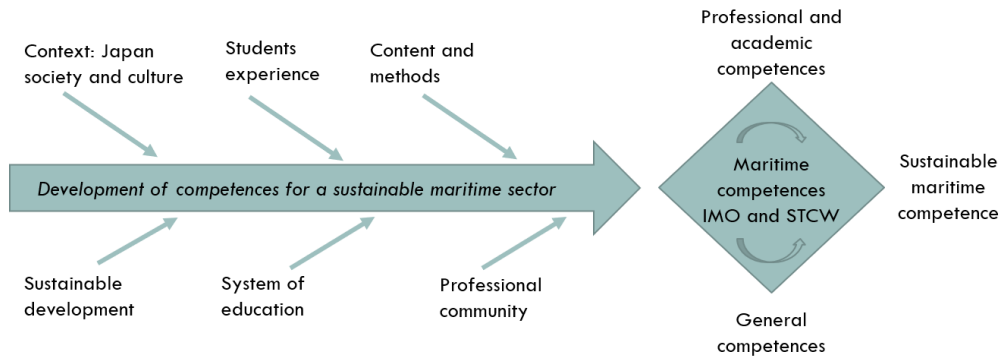 Context: Japan
society and culture
Students
experience
Content and
methods
Professional and
academic
competences
Development of competences for a sustainable maritime sector
Maritime
competences
IMO and STCW
Sustainable
maritime
competence
Sustainable
development
System of
education
Professional
community
General
competences